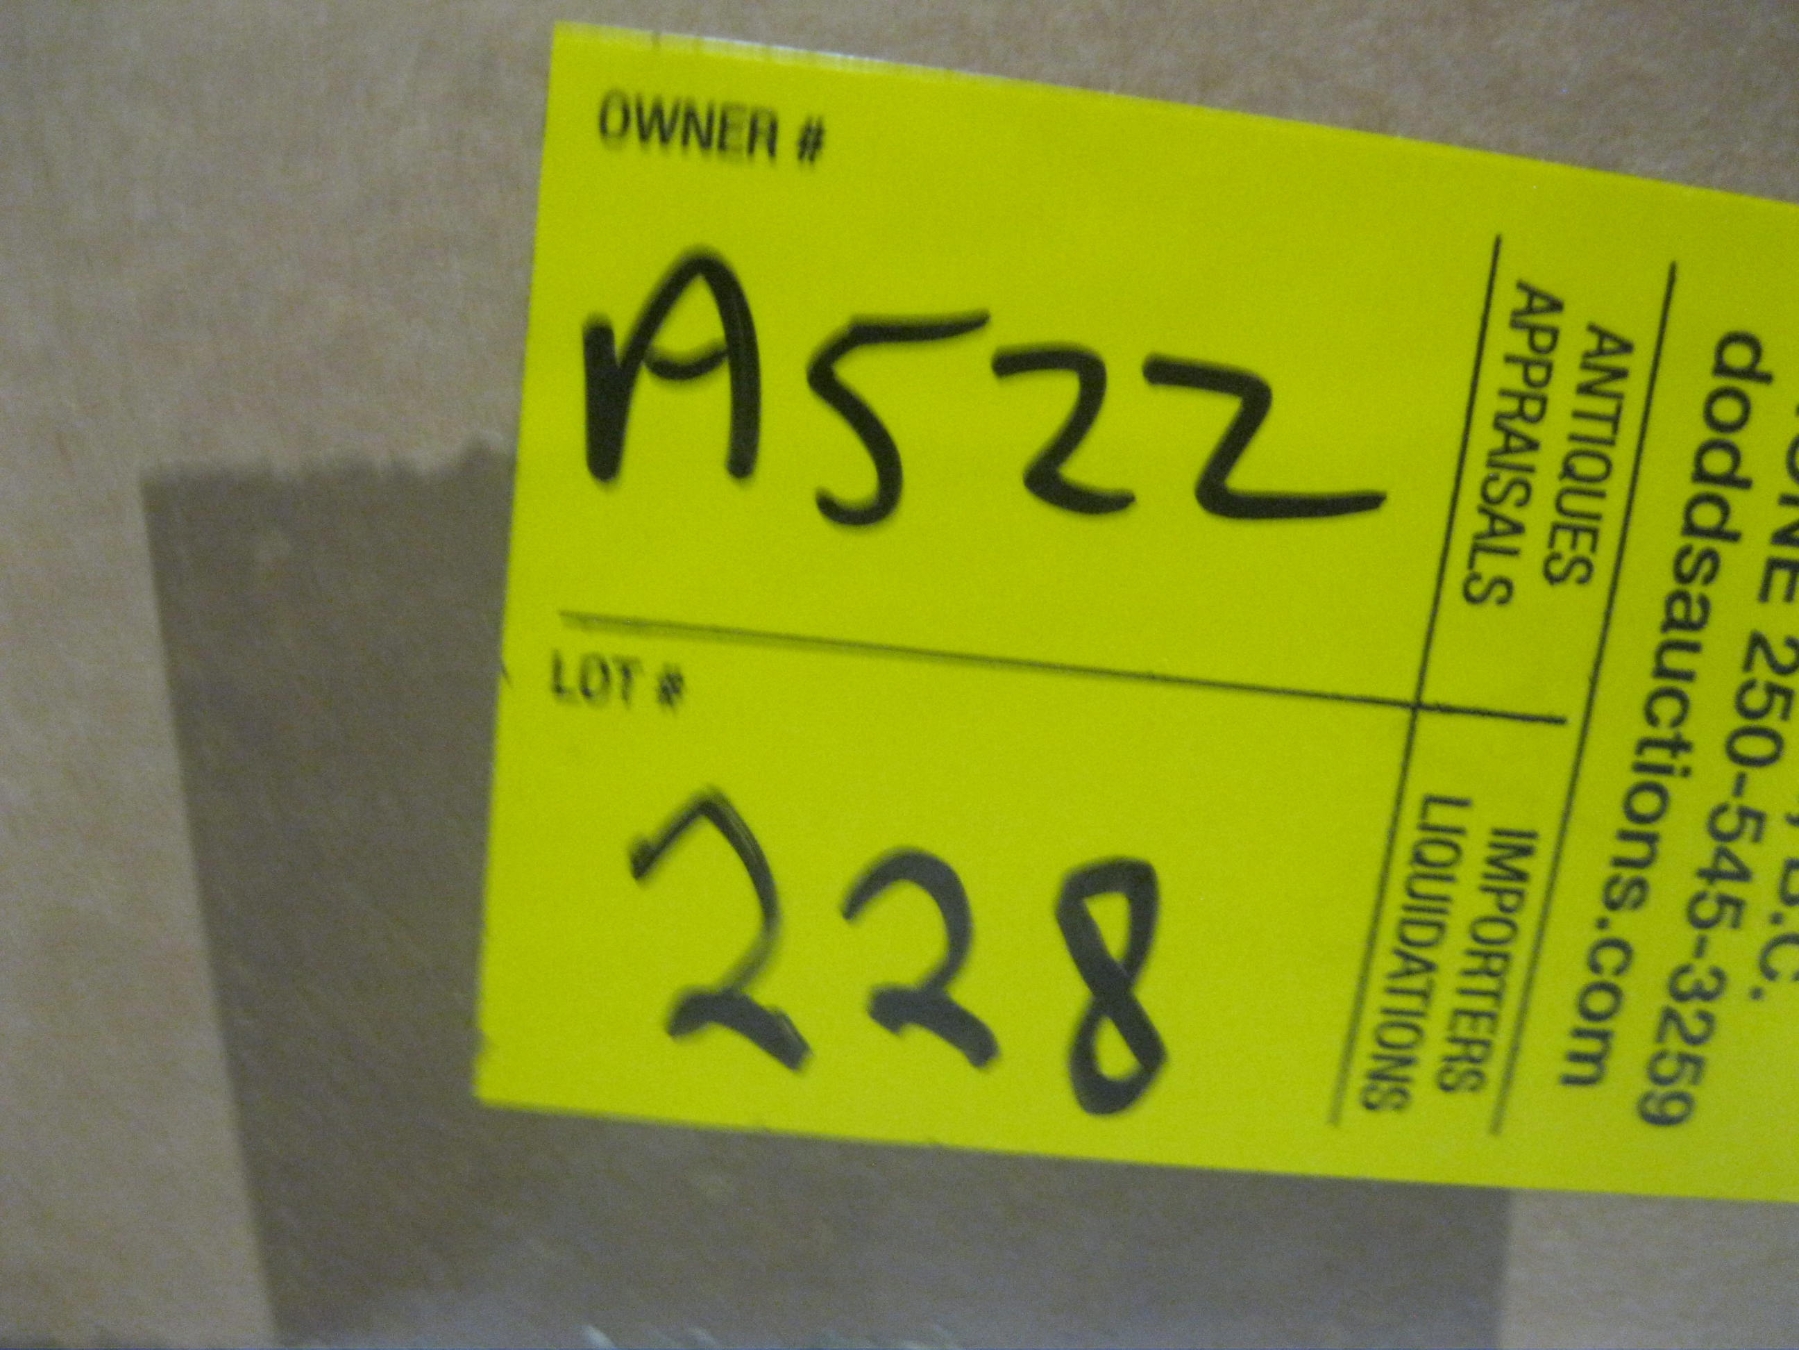 OWNER #
A522
LOT #
228
ANTIQUES
APPRAISALS
IMPORTERS
LIQUIDATIONS
B.C.
250-545-3259
doddsauctions.com